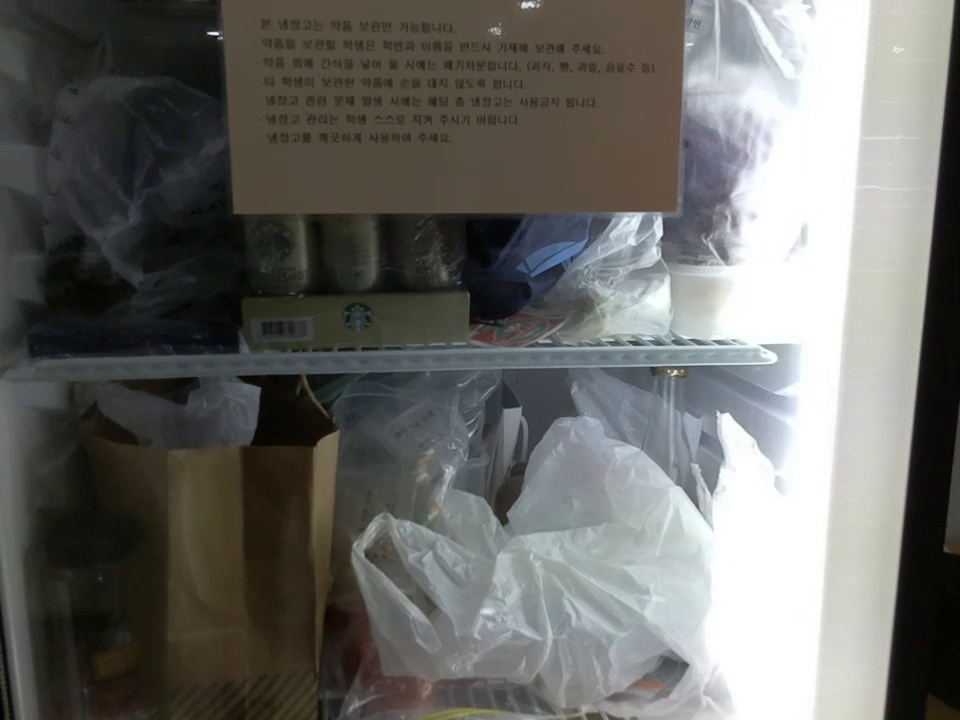 본 냉장고는 약품 보관만 가능합니다.
약품을 보관할 학생은 학번과 이름을 반드시 기재해 보관해 주세요.
약품 외에 간식을 넣어 둘 시에는 폐기처분합니다. (과자, 빵, 과일, 음료수 등)
타 학생이 보관한 약품에 손을 대지 않도록 합니다.
냉장고 관련 문제 발생 시에는 해당 층 냉장고는 사용금지 됩니다.
냉장고 관리는 학생 스스로 지켜 주시기 바랍니다.
냉장고를 깨끗하게 사용하여 주세요.